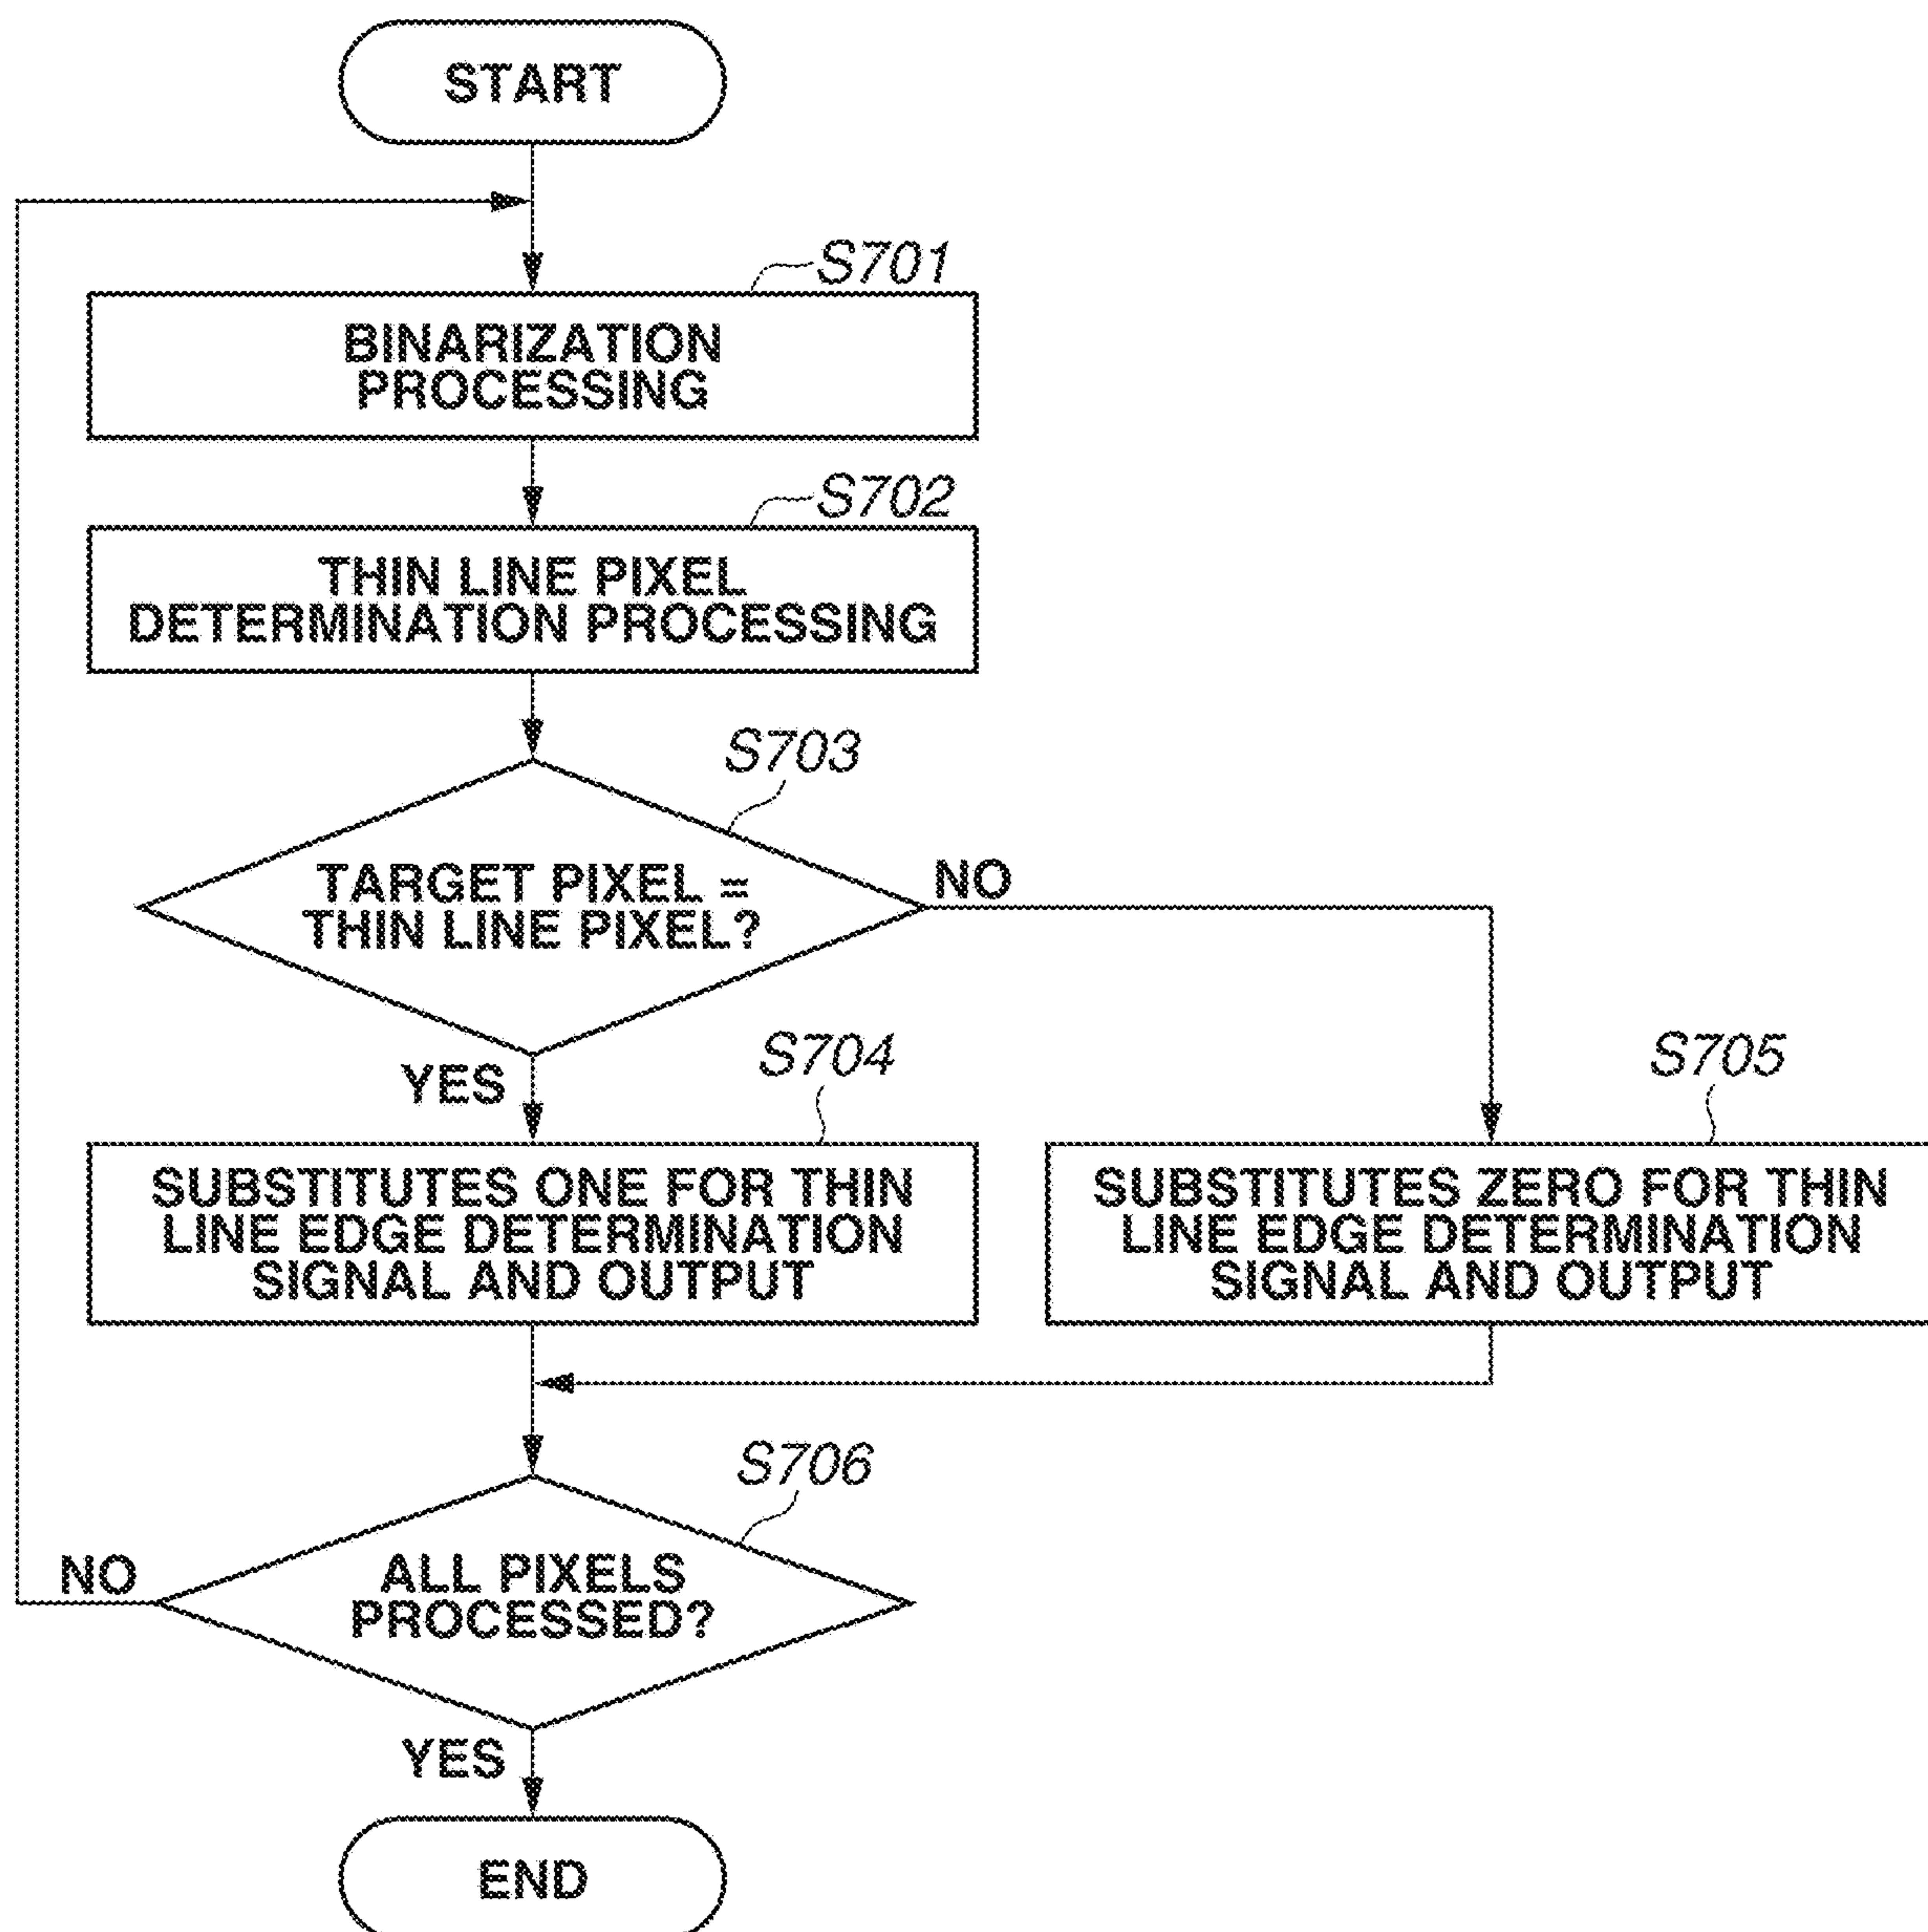 START
S701
BINARIZATION
PROCESSING
S702
THIN LINE PIXEL
DETERMINATION PROCESSING
S703
TARGET PIXEL =
THIN LINE PIXEL?
NO
YES
S704
SUBSTITUTES ONE FOR THIN
LINE EDGE DETERMINATION
SIGNAL AND OUTPUT
S705
SUBSTITUTES ZERO FOR THIN
LINE EDGE DETERMINATION
SIGNAL AND OUTPUT
S706
ALL PIXELS
PROCESSED?
NO
YES
END